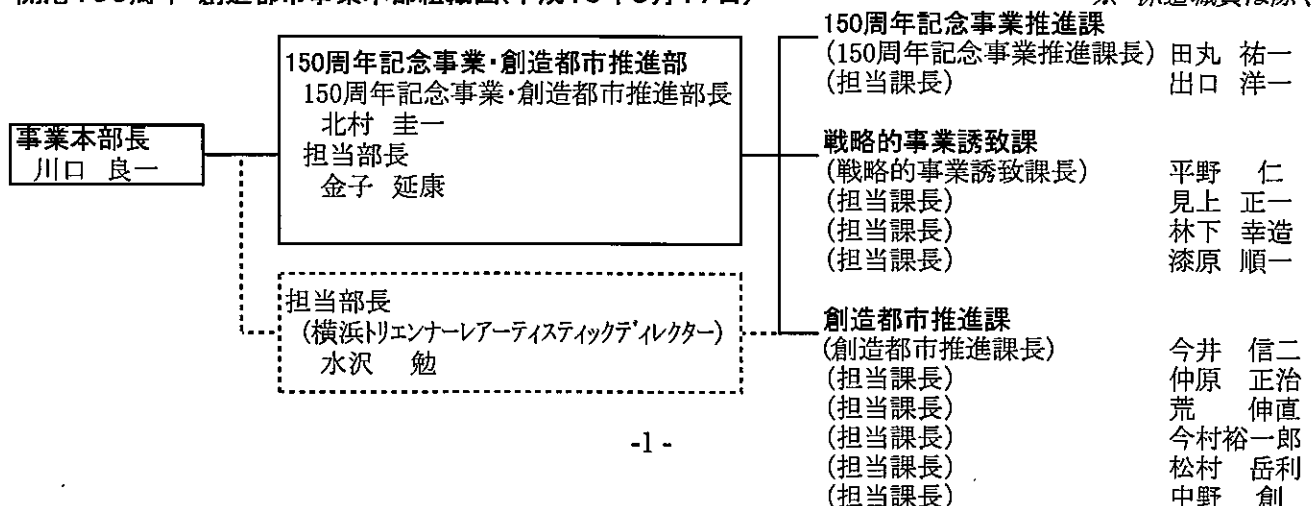 150周年記念事業推進課
(150周年記念事業推進課長) 田丸 祐一
(担当課長) 出口 洋一
150周年記念事業・創造都市推進部
150周年記念事業・創造都市推進部長
北村 圭一
担当部長
金子 延康
事業本部長
川口 良一
戦略的事業誘致課
(戦略的事業誘致課長) 平野 仁
(担当課長) 見上 正一
(担当課長) 林下 幸造
(担当課長) 漆原 順一
担当部長
(横浜トリエンナーレアーティスティックディレクター)
水沢 勉
創造都市推進課
(創造都市推進課長) 今井 信二
(担当課長) 仲原 正治
(担当課長) 荒 伸直
(担当課長) 今村裕一郎
(担当課長) 松村 岳利
(担当課長) 中野 創
-1-